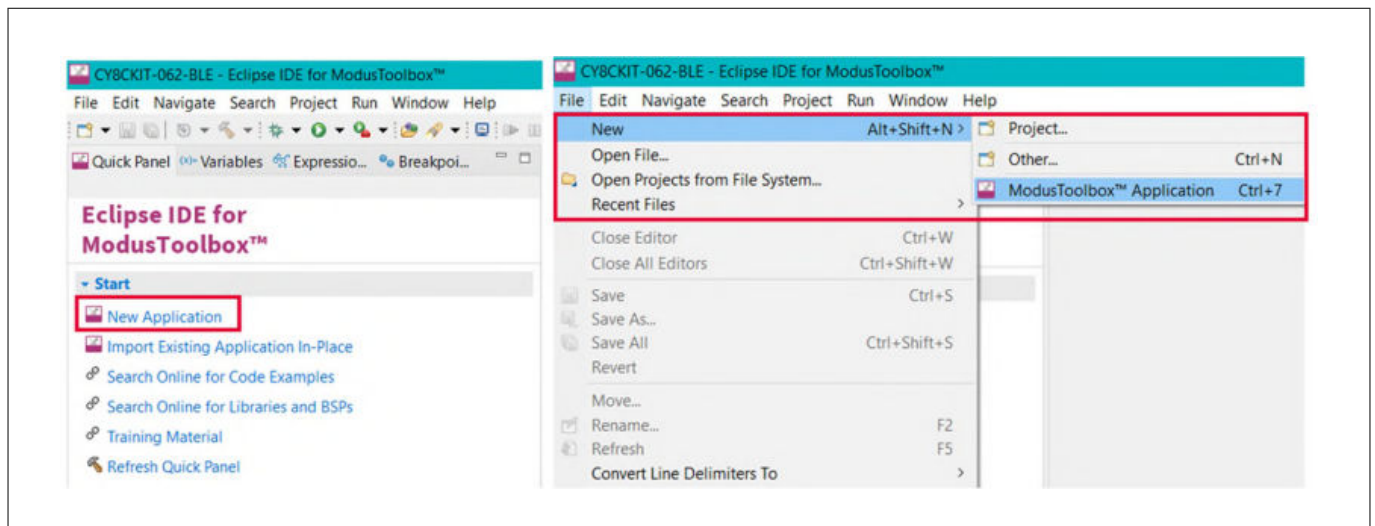 CY8CKIT-062-BLE - Eclipse IDE for ModusToolbox™
File Edit Navigate Search Project Run Window Help
Quick Panel Variables Expressio... Breakpoi...
Eclipse IDE for
ModusToolbox™
Start
New Application
Import Existing Application In-Place
Search Online for Code Examples
Search Online for Libraries and BSPs
Training Material
Refresh Quick Panel
CY8CKIT-062-BLE - Eclipse IDE for ModusToolbox™
File Edit Navigate Search Project Run Window Help
New Alt+Shift+N >
Open File...
Open Projects from File System...
Recent Files >
Close Editor Ctrl+W
Close All Editors Ctrl+Shift+W
Save Ctrl+S
Save As...
Save All Ctrl+Shift+S
Revert
Move...
Rename... F2
Refresh F5
Convert Line Delimiters To >
Project...
Other... Ctrl+N
ModusToolbox™ Application Ctrl+7